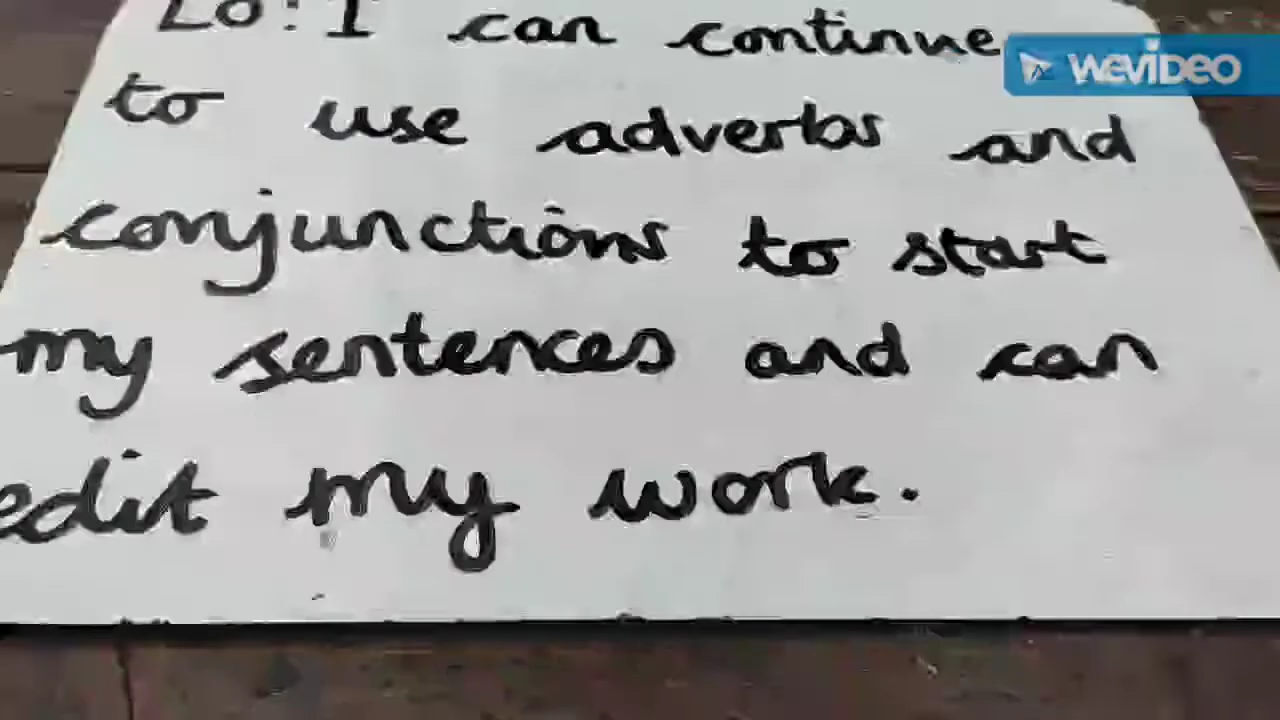 Lo: I can continue
WEVIDEO
to use adverbs and
conjunctions to start
my sentences and can
edit my work.